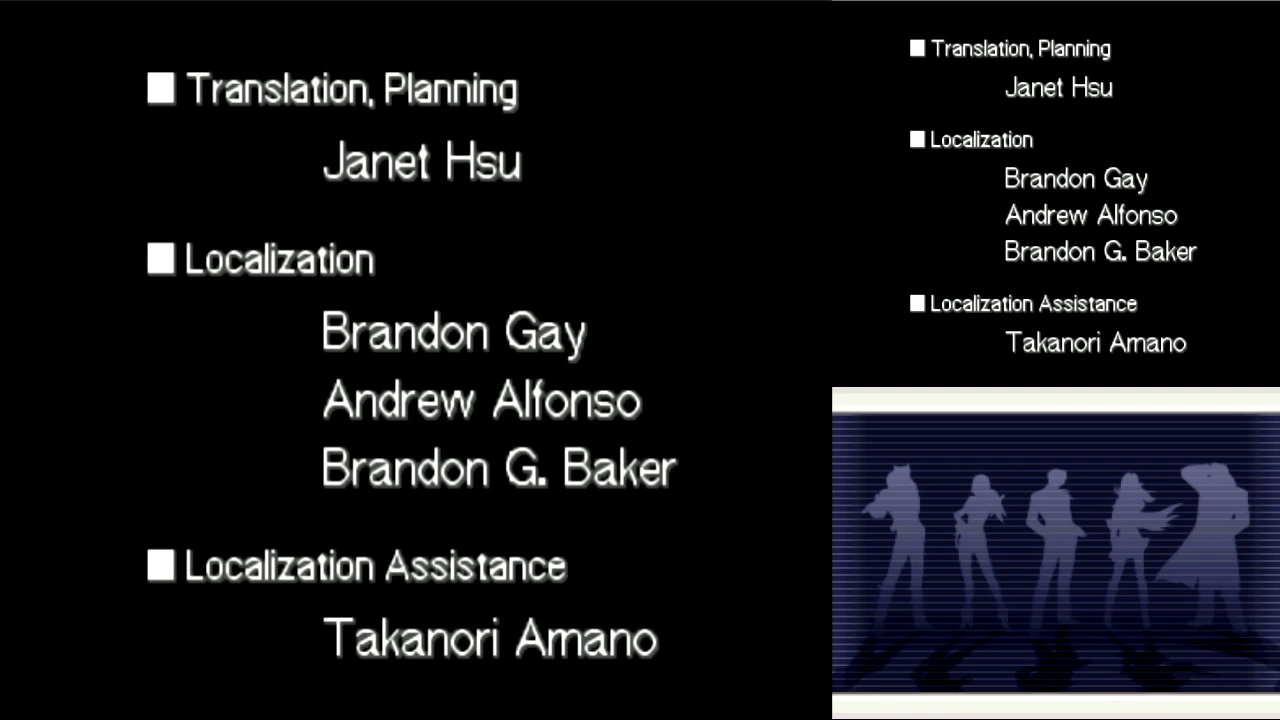 ■ Translation, Planning
Janet Hsu
■ Localization
Brandon Gay
Andrew Alfonso
Brandon G. Baker
■ Localization Assistance
Takanori Amano
■ Translation, Planning
Janet Hsu
■ Localization
Brandon Gay
Andrew Alfonso
Brandon G. Baker
■ Localization Assistance
Takanori Amano